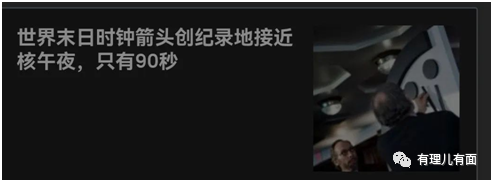 世界末日时钟箭头创纪录地接近
核午夜，只有90秒
有理儿有面